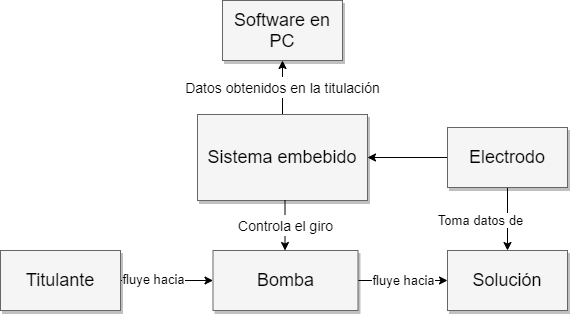 Software en
PC
Datos obtenidos en la titulación
Sistema embebido
Electrodo
Controla el giro
Toma datos de
Titulante
fluye hacia
Bomba
fluye hacia
Solución